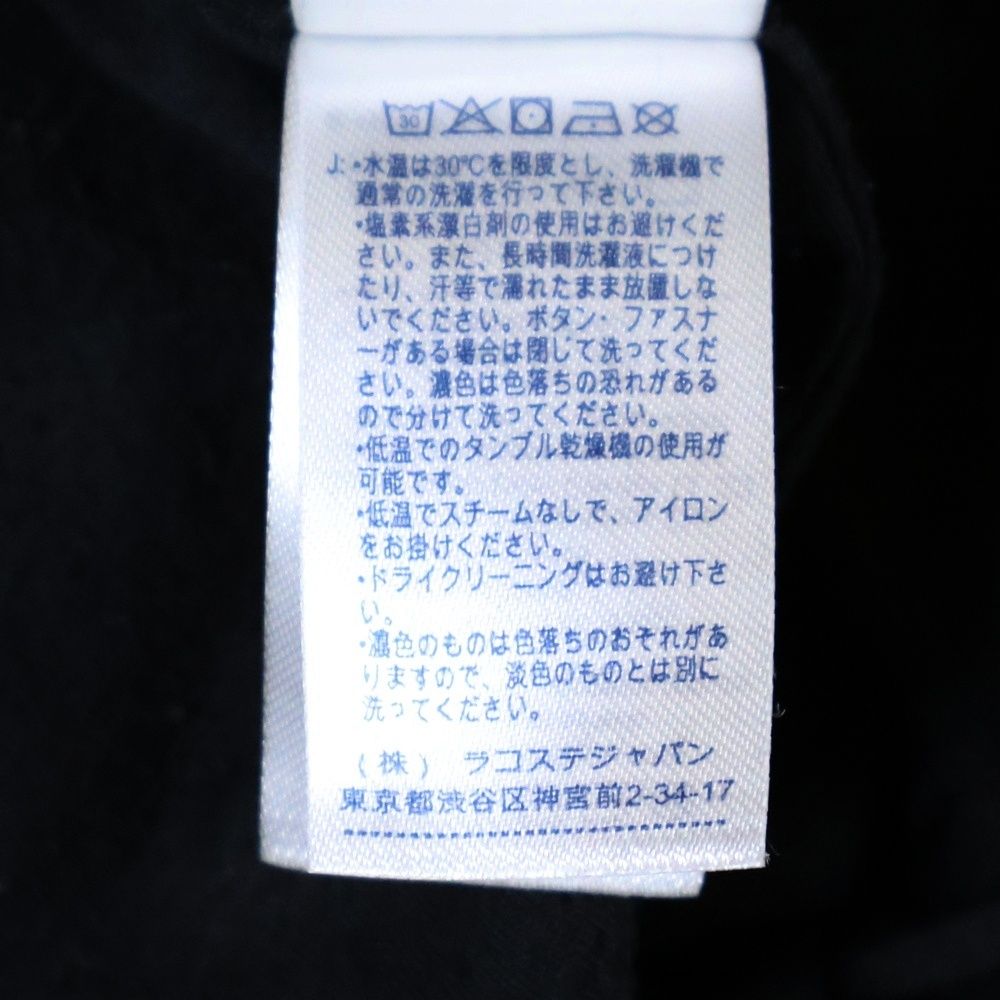 30
J:・水温は30℃を限度とし、洗濯機で
通常の洗濯を行って下さい。
・塩素系漂白剤の使用はお避けくだ
さい。また、長時間洗濯液につけ
たり、汗等で濡れたまま放置しな
いでください。ボタン・ファスナ
ーがある場合は閉じて洗ってくだ
さい。濃色は色落ちの恐れがある
ので分けて洗ってください。
・低温でのタンブル乾燥機の使用が
可能です。
・低温でスチームなしで、アイロン
をお掛けください。
・ドライクリーニングはお避け下さ
い。
・濃色のものは色落ちのおそれがあ
りますので、淡色のものとは別に
洗ってください。
（株）ラコステジャパン
東京都渋谷区神宮前2-34-17